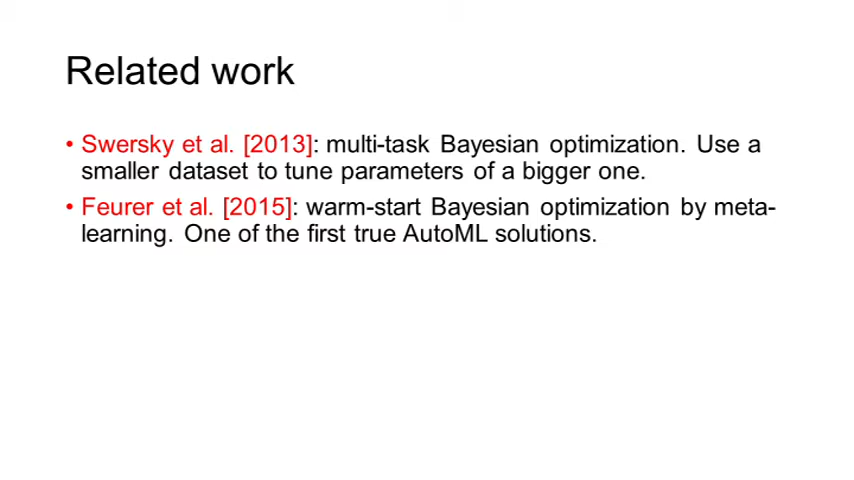 Related work
• Swersky et al. [2013]: multi-task Bayesian optimization. Use a
smaller dataset to tune parameters of a bigger one.
• Feurer et al. [2015]: warm-start Bayesian optimization by meta-
learning. One of the first true AutoML solutions.